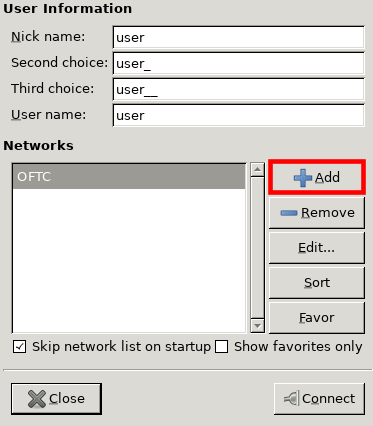 User Information
Nick name: user
Second choice: user_
Third choice: user__
User name: user
Networks
OFTC
Add
Remove
Edit...
Sort
Favor
Skip network list on startup Show favorites only
Close Connect